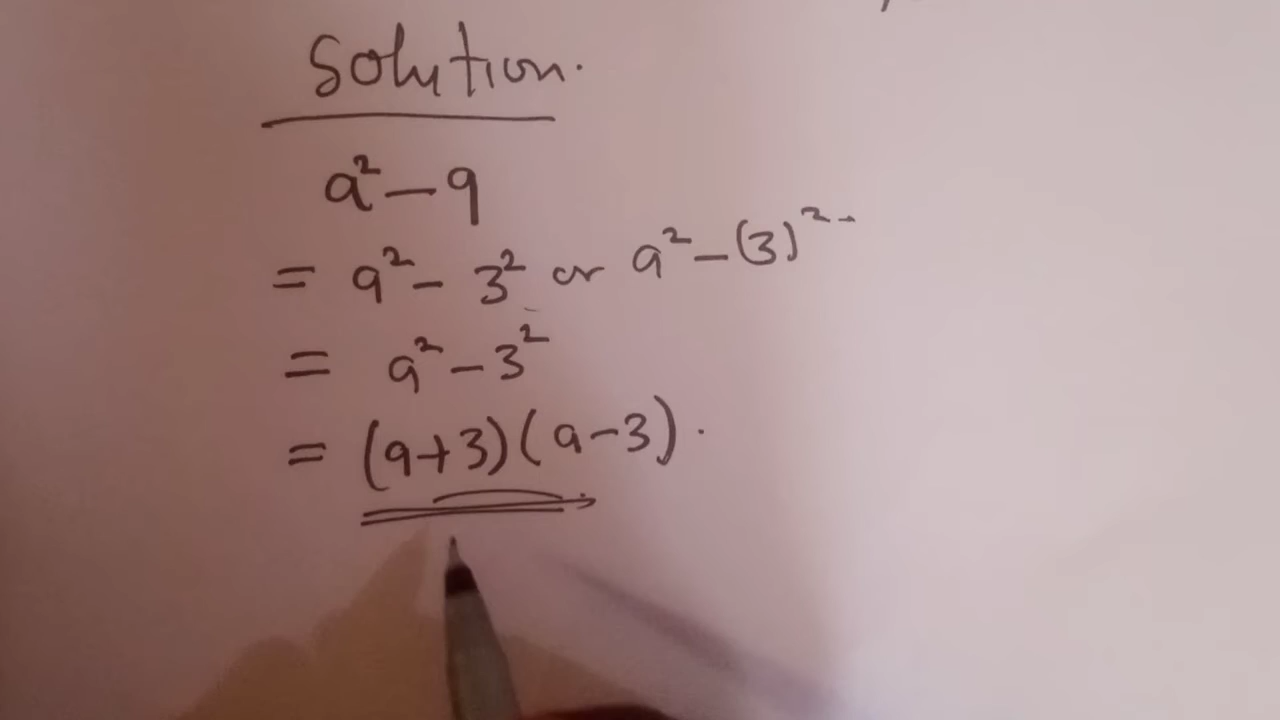 Solution.
a² – 9
= a² – 3² or a² – (3)².
= a² – 3²
= (a+3)(a–3).